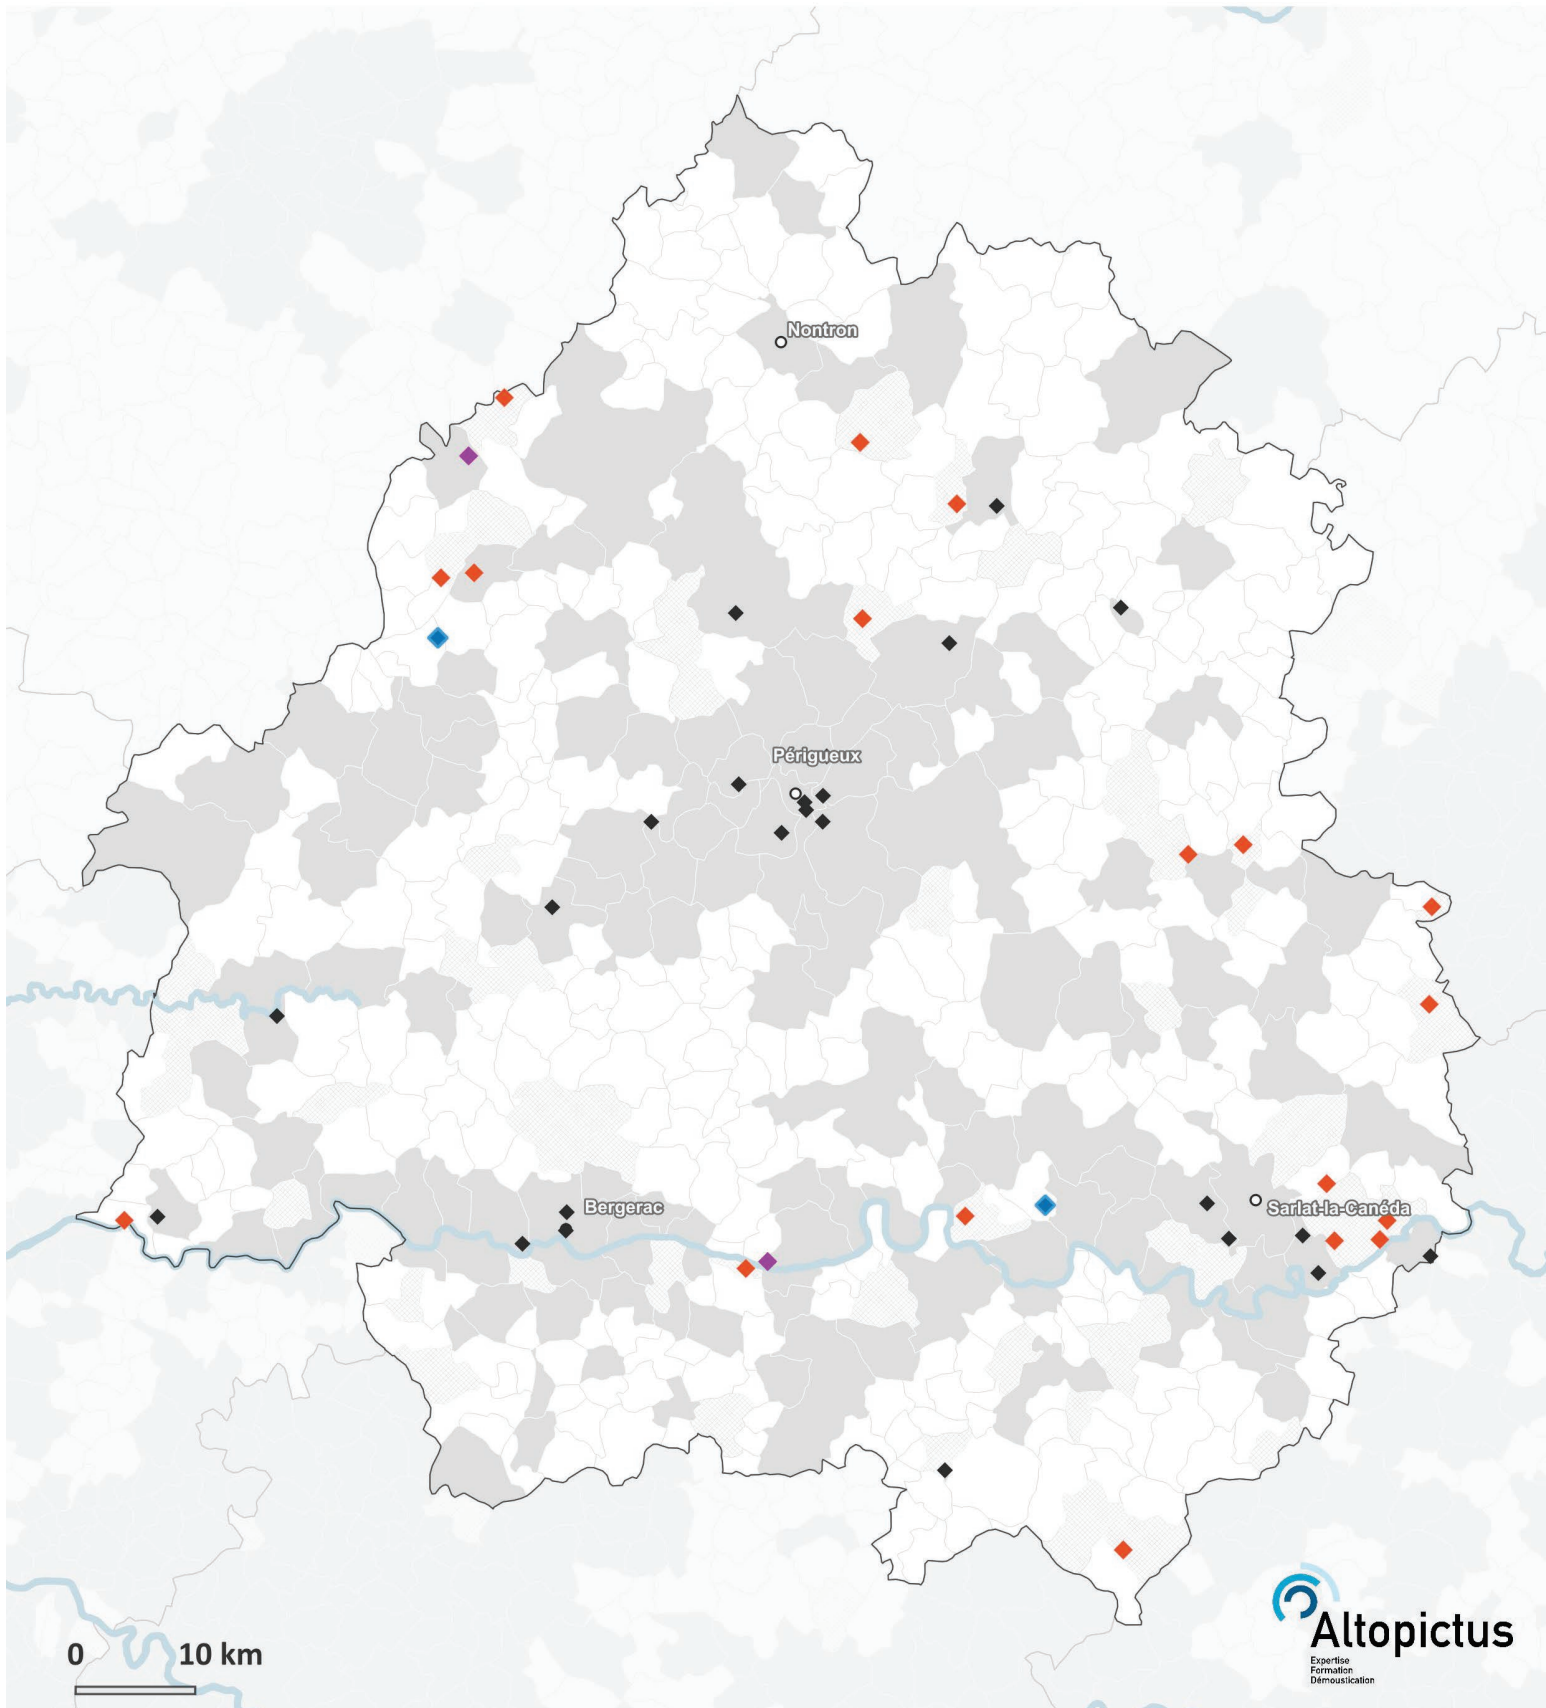 Nontron
Périgueux
Bergerac
Sarlat-la-Canéda
0 10 km
Altopictus
Expertise
Formation
Démoustication